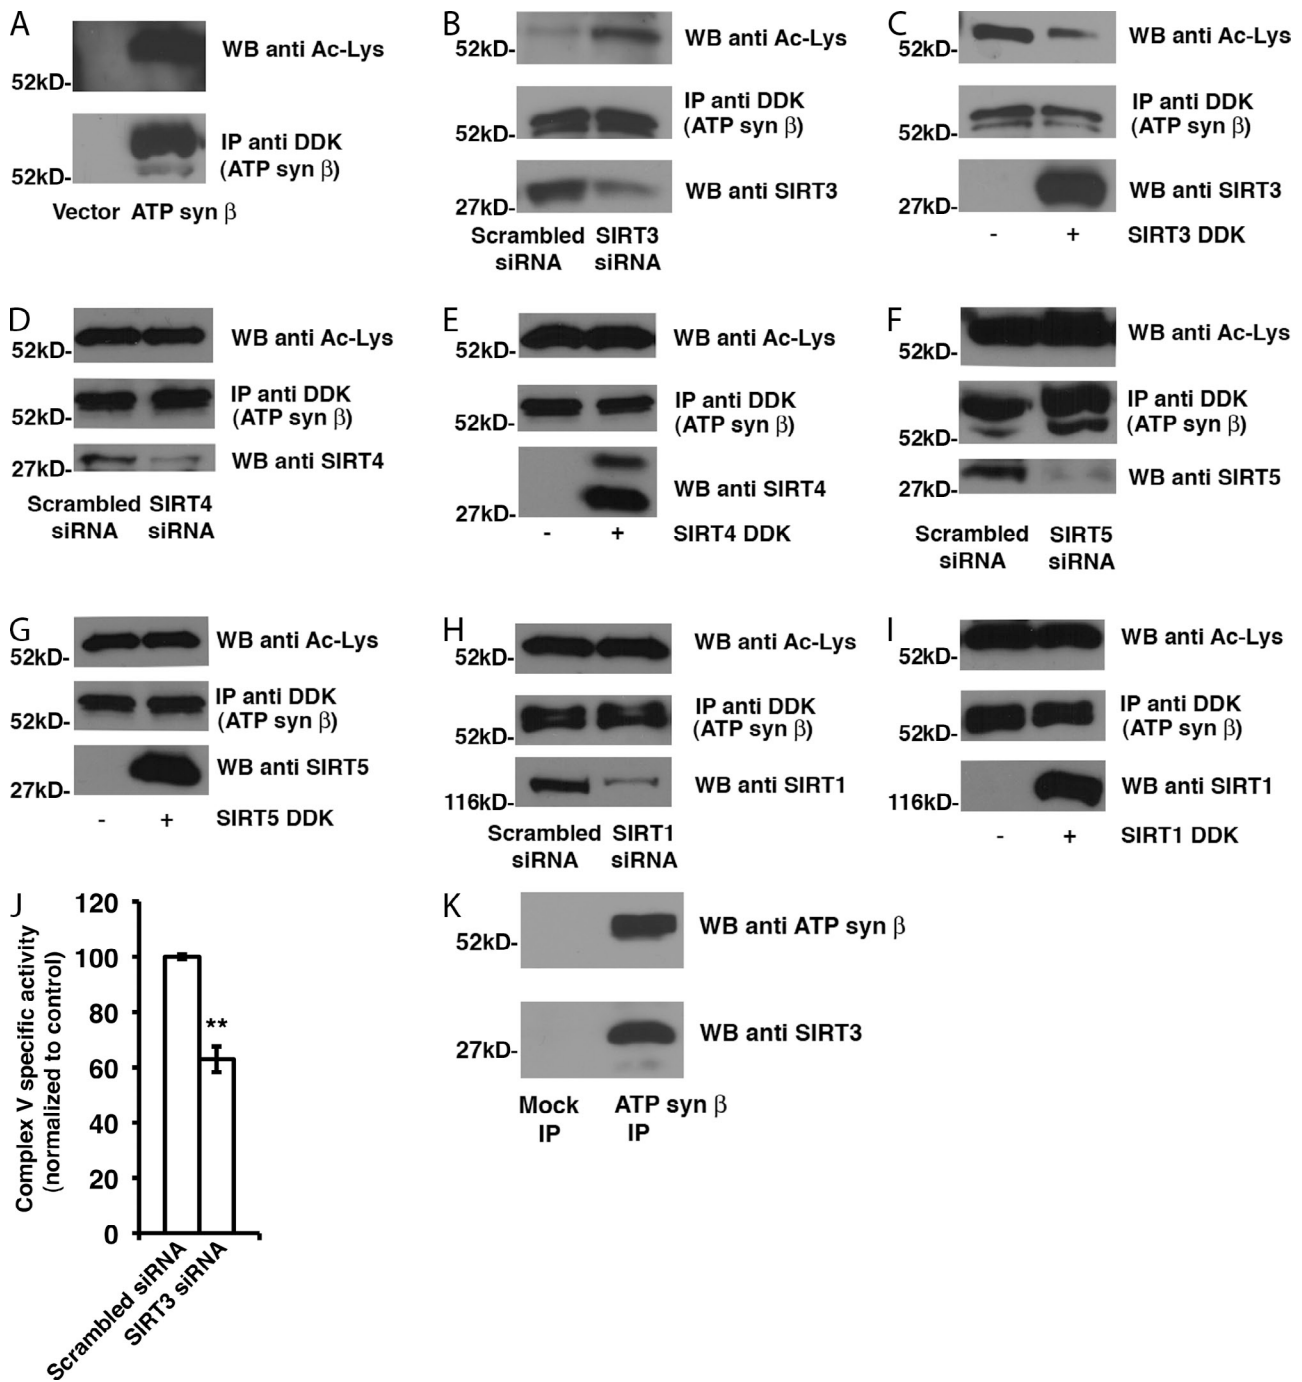 A
WB anti Ac-Lys
52kD-
IP anti DDK
(ATP syn β)
52kD-
Vector ATP syn β
B
WB anti Ac-Lys
52kD-
IP anti DDK
(ATP syn β)
52kD-
WB anti SIRT3
27kD-
Scrambled SIRT3
siRNA siRNA
C
WB anti Ac-Lys
52kD-
IP anti DDK
(ATP syn β)
52kD-
WB anti SIRT3
27kD-
- + SIRT3 DDK
D
WB anti Ac-Lys
52kD-
IP anti DDK
(ATP syn β)
52kD-
WB anti SIRT4
27kD-
Scrambled SIRT4
siRNA siRNA
E
WB anti Ac-Lys
52kD-
IP anti DDK
(ATP syn β)
52kD-
WB anti SIRT4
27kD-
- + SIRT4 DDK
F
WB anti Ac-Lys
52kD-
IP anti DDK
(ATP syn β)
52kD-
WB anti SIRT5
27kD-
Scrambled SIRT5
siRNA siRNA
G
WB anti Ac-Lys
52kD-
IP anti DDK
(ATP syn β)
52kD-
WB anti SIRT5
27kD-
- + SIRT5 DDK
H
WB anti Ac-Lys
52kD-
IP anti DDK
(ATP syn β)
52kD-
WB anti SIRT1
116kD-
Scrambled SIRT1
siRNA siRNA
I
WB anti Ac-Lys
52kD-
IP anti DDK
(ATP syn β)
52kD-
WB anti SIRT1
116kD-
- + SIRT1 DDK
J
Complex V specific activity
(normalized to control)
120
100
80
60
40
20
0
**
Scrambled siRNA
SIRT3 siRNA
K
WB anti ATP syn β
52kD-
WB anti SIRT3
27kD-
Mock ATP syn β
IP IP